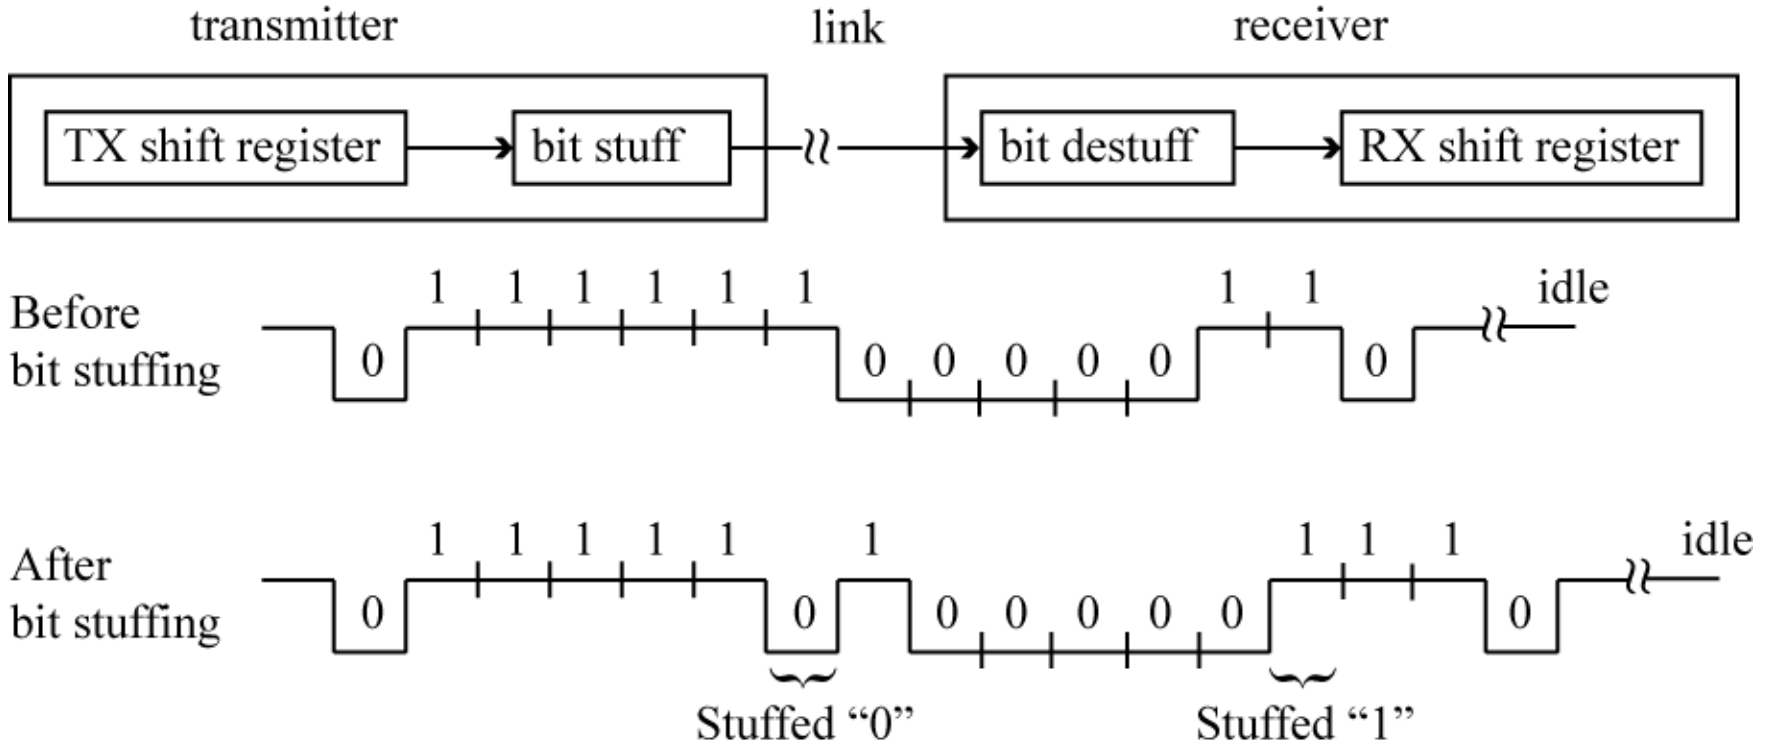 transmitter link receiver
TX shift register bit stuff bit destuff RX shift register
1 1 1 1 1 1 1 1 idle
Before
bit stuffing
0 0 0 0 0 0 0
1 1 1 1 1 1 1 1 1 idle
After
bit stuffing
0 0 0 0 0 0 0 0
Stuffed “0” Stuffed “1”